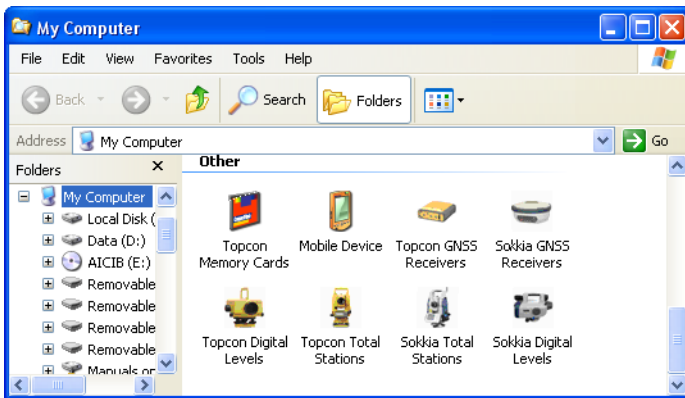 My Computer
File Edit View Favorites Tools Help
Back Search Folders
Address My Computer Go
Folders
Other
My Computer
Local Disk (
Data (D:)
AICIB (E:)
Removable
Removable
Removable
Removable
Manuals or
Topcon Memory Cards
Mobile Device
Topcon GNSS Receivers
Sokkia GNSS Receivers
Topcon Digital Levels
Topcon Total Stations
Sokkia Total Stations
Sokkia Digital Levels